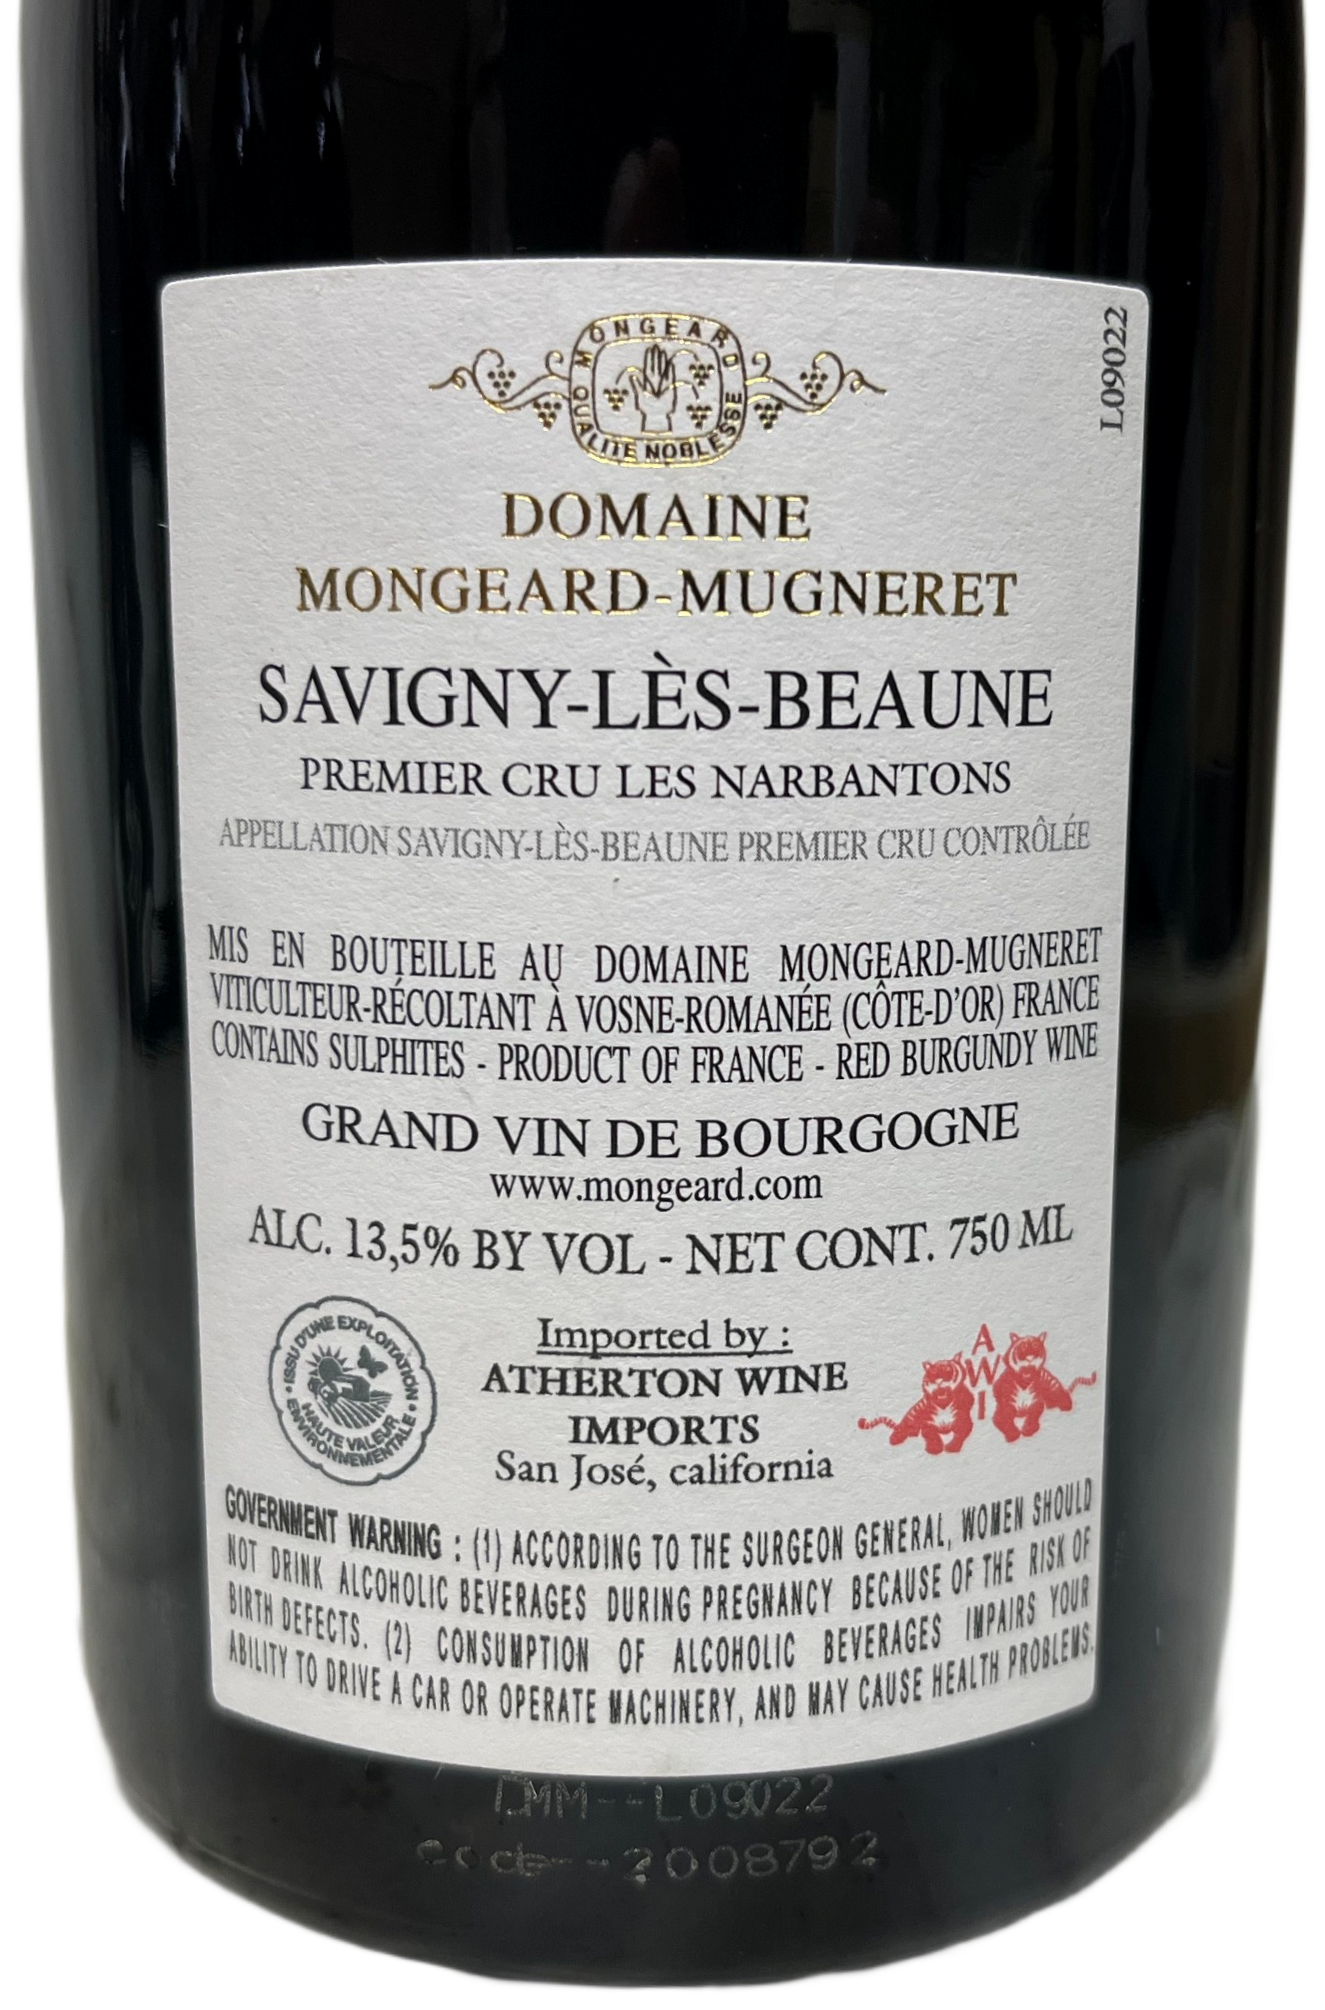 MONGEARD
QUALITE NOBLESSE
L09022
DOMAINE
MONGEARD-MUGNERET
SAVIGNY-LÈS-BEAUNE
PREMIER CRU LES NARBANTONS
APPELLATION SAVIGNY-LÈS-BEAUNE PREMIER CRU CONTRÔLÉE
MIS EN BOUTEILLE AU DOMAINE MONGEARD-MUGNERET
VITICULTEUR-RÉCOLTANT À VOSNE-ROMANÉE (CÔTE-D'OR) FRANCE
CONTAINS SULPHITES - PRODUCT OF FRANCE - RED BURGUNDY WINE
GRAND VIN DE BOURGOGNE
www.mongeard.com
ALC. 13,5% BY VOL - NET CONT. 750 ML
ISSU D'UNE EXPLOITATION
HAUTE VALEUR
ENVIRONNEMENTALE
Imported by :
ATHERTON WINE
IMPORTS
San José, california
AWI
GOVERNMENT WARNING : (1) ACCORDING TO THE SURGEON GENERAL, WOMEN SHOULD
NOT DRINK ALCOHOLIC BEVERAGES DURING PREGNANCY BECAUSE OF THE RISK OF
BIRTH DEFECTS. (2) CONSUMPTION OF ALCOHOLIC BEVERAGES IMPAIRS YOUR
ABILITY TO DRIVE A CAR OR OPERATE MACHINERY, AND MAY CAUSE HEALTH PROBLEMS.
DMM--L09022
code--2008792